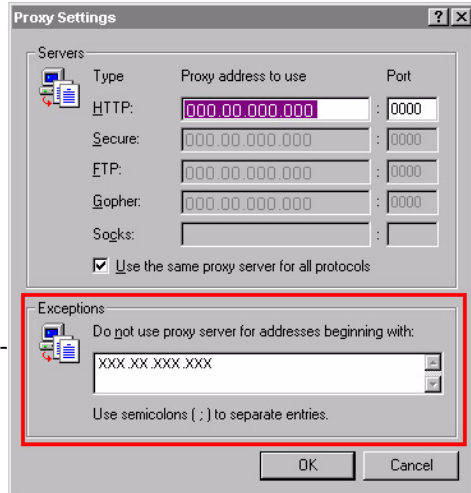 Proxy Settings
Servers
Type Proxy address to use Port
HTTP: 000.00.000.000 : 0000
Secure: 000.00.000.000 : 0000
FTP: 000.00.000.000 : 0000
Gopher: 000.00.000.000 : 0000
Socks: :
Use the same proxy server for all protocols
Exceptions
Do not use proxy server for addresses beginning with:
XXX.XX.XXX.XXX
Use semicolons ( ; ) to separate entries.
OK Cancel